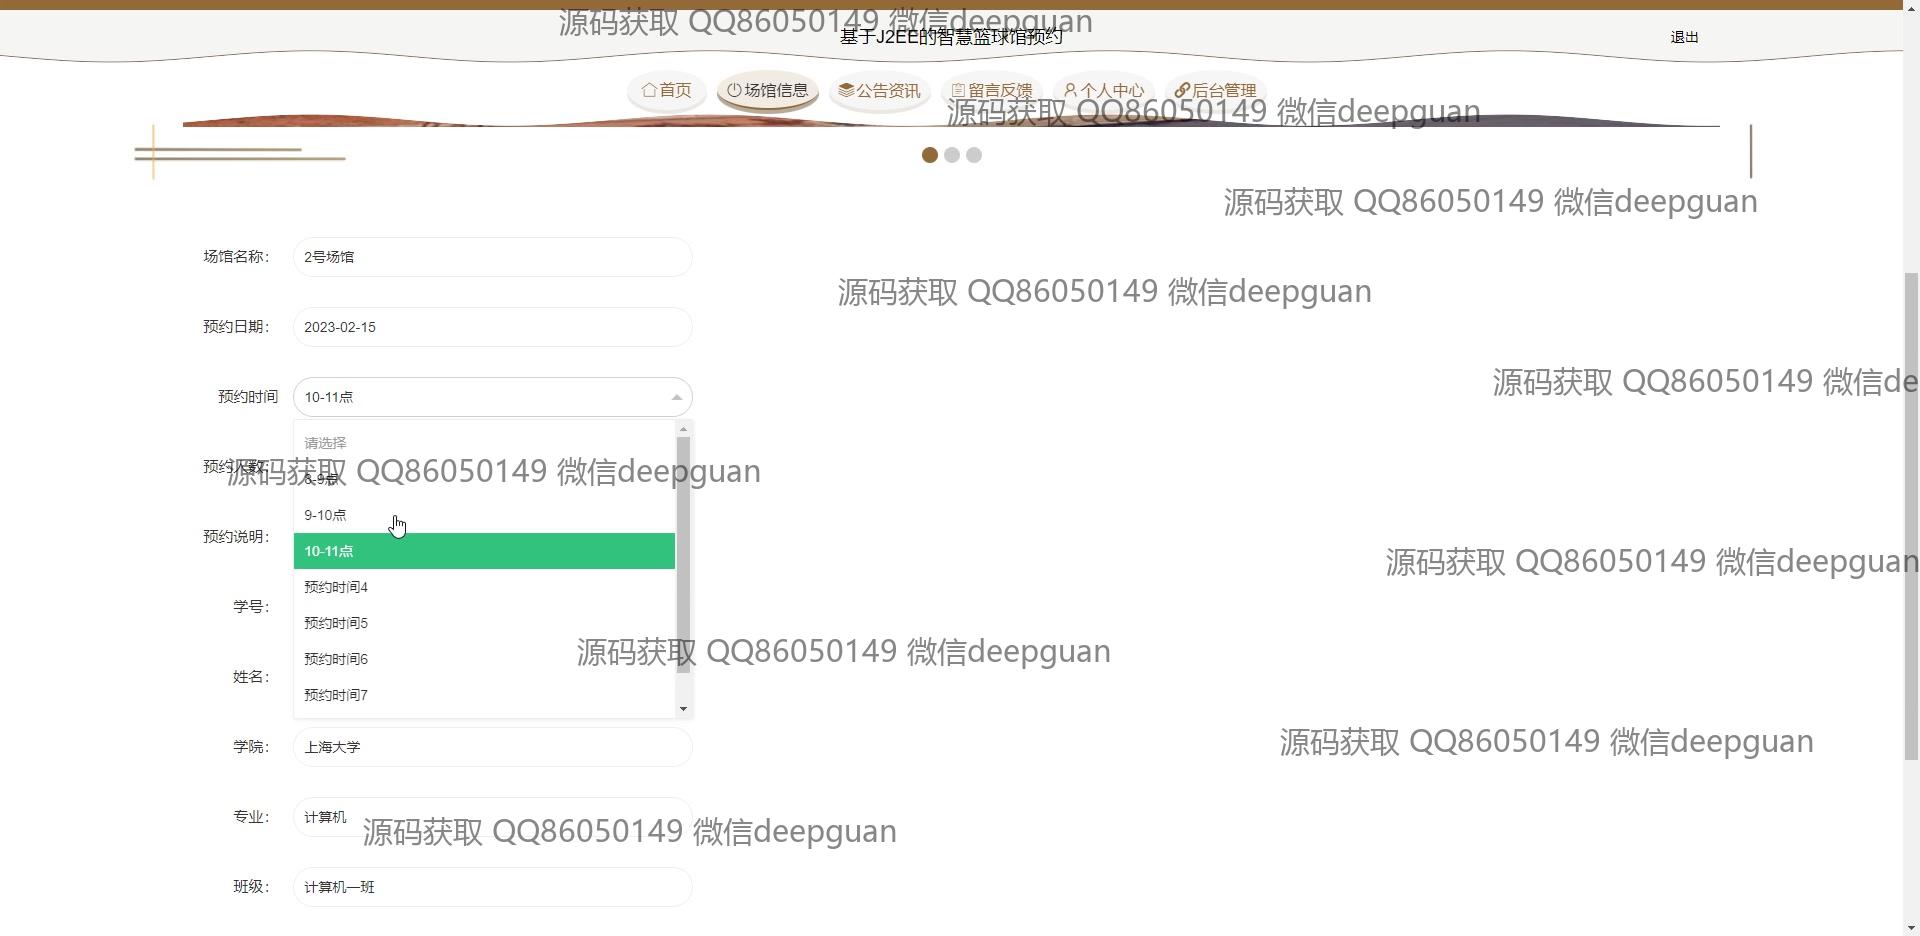 源码获取 QQ86050149 微信deepguan
基于J2EE的智慧篮球馆预约
退出
首页 场馆信息 公告资讯 留言反馈 个人中心 后台管理
源码获取 QQ86050149 微信deepguan
源码获取 QQ86050149 微信deepguan
场馆名称： 2号场馆
源码获取 QQ86050149 微信deepguan
预约日期： 2023-02-15
源码获取 QQ86050149 微信de
预约时间 10-11点
请选择
预约人数：
源码获取 QQ86050149 微信deepguan
8-9点
9-10点
预约说明：
10-11点
源码获取 QQ86050149 微信deepguan
预约时间4
学号：
预约时间5
源码获取 QQ86050149 微信deepguan
预约时间6
姓名：
预约时间7
学院： 上海大学
源码获取 QQ86050149 微信deepguan
专业： 计算机
源码获取 QQ86050149 微信deepguan
班级： 计算机一班